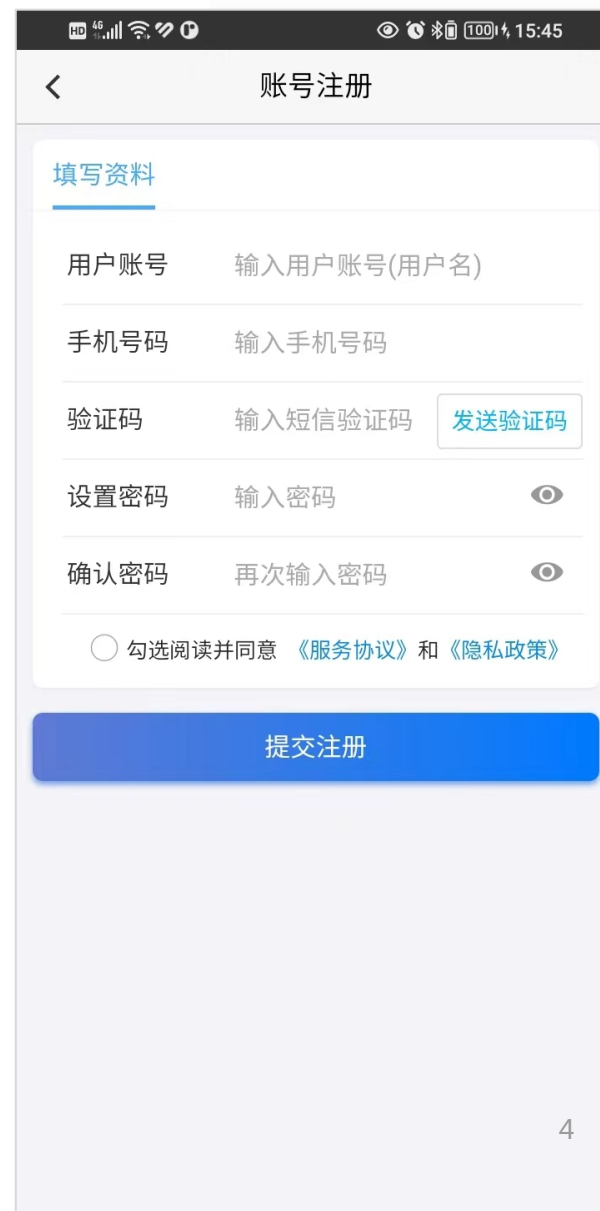 HD 4G 100 15:45
账号注册
填写资料
用户账号 输入用户账号(用户名)
手机号码 输入手机号码
验证码 输入短信验证码 发送验证码
设置密码 输入密码
确认密码 再次输入密码
勾选阅读并同意 《服务协议》和《隐私政策》
提交注册
4